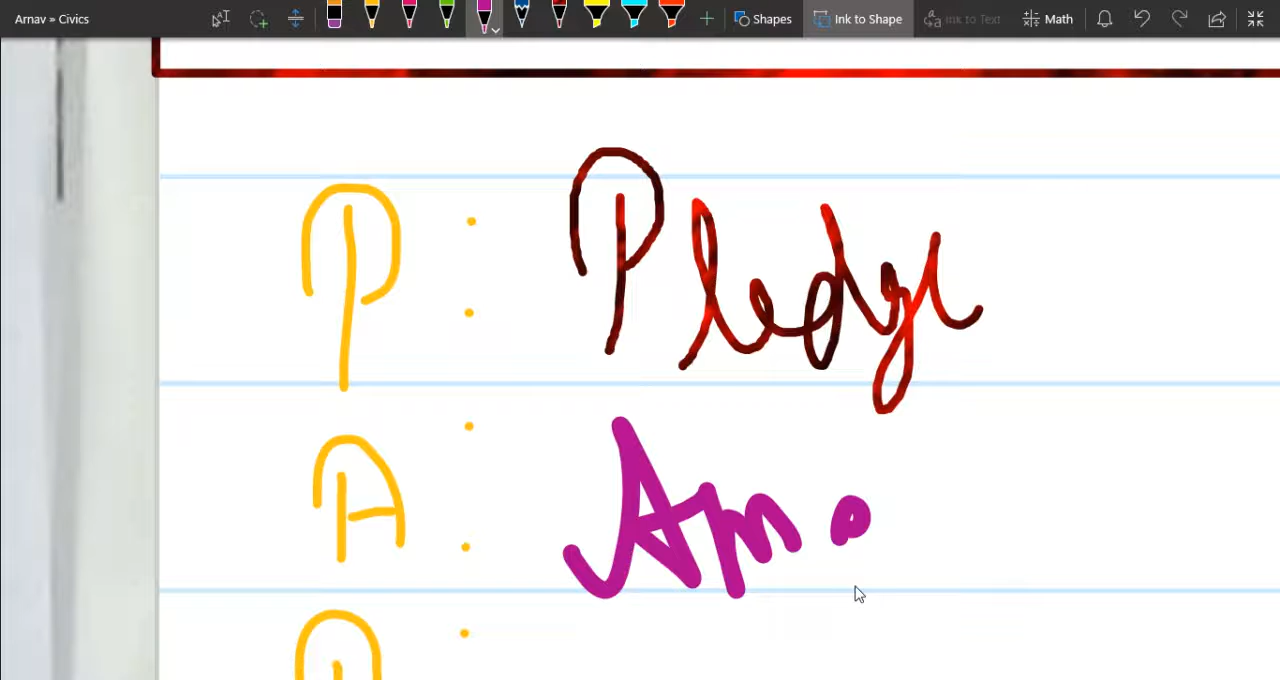 Arnav » Civics Shapes Ink to Shape Ink to Text Math
P : Pledge
A : Am